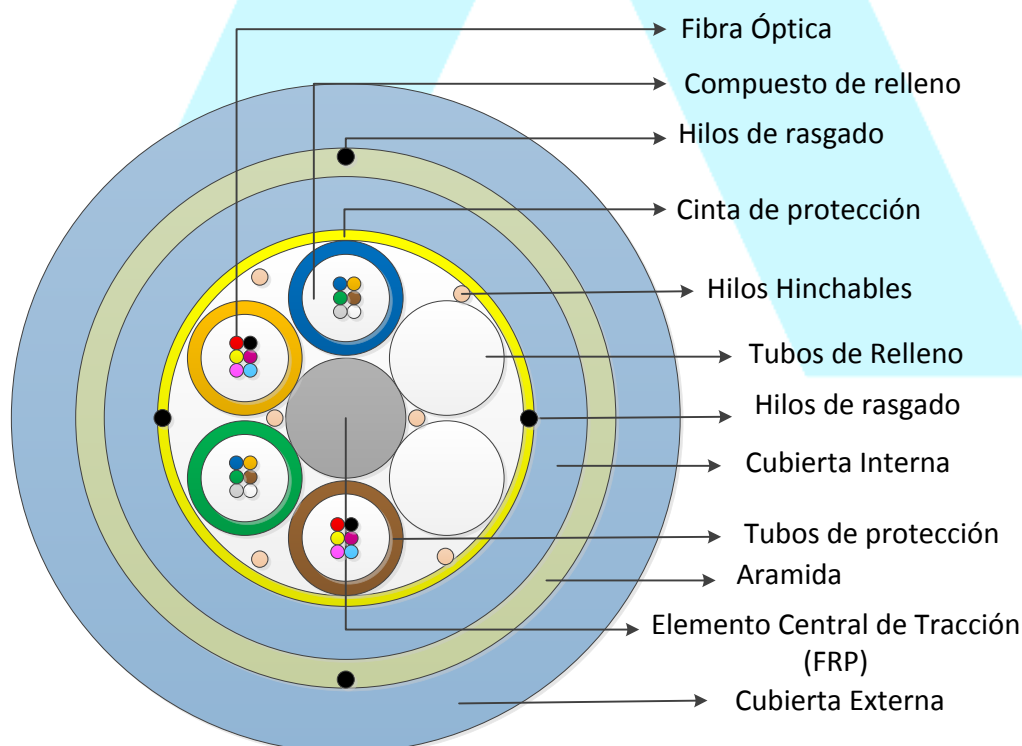 Fibra Óptica
Compuesto de relleno
Hilos de rasgado
Cinta de protección
Hilos Hinchables
Tubos de Relleno
Hilos de rasgado
Cubierta Interna
Tubos de protección
Aramida
Elemento Central de Tracción
(FRP)
Cubierta Externa